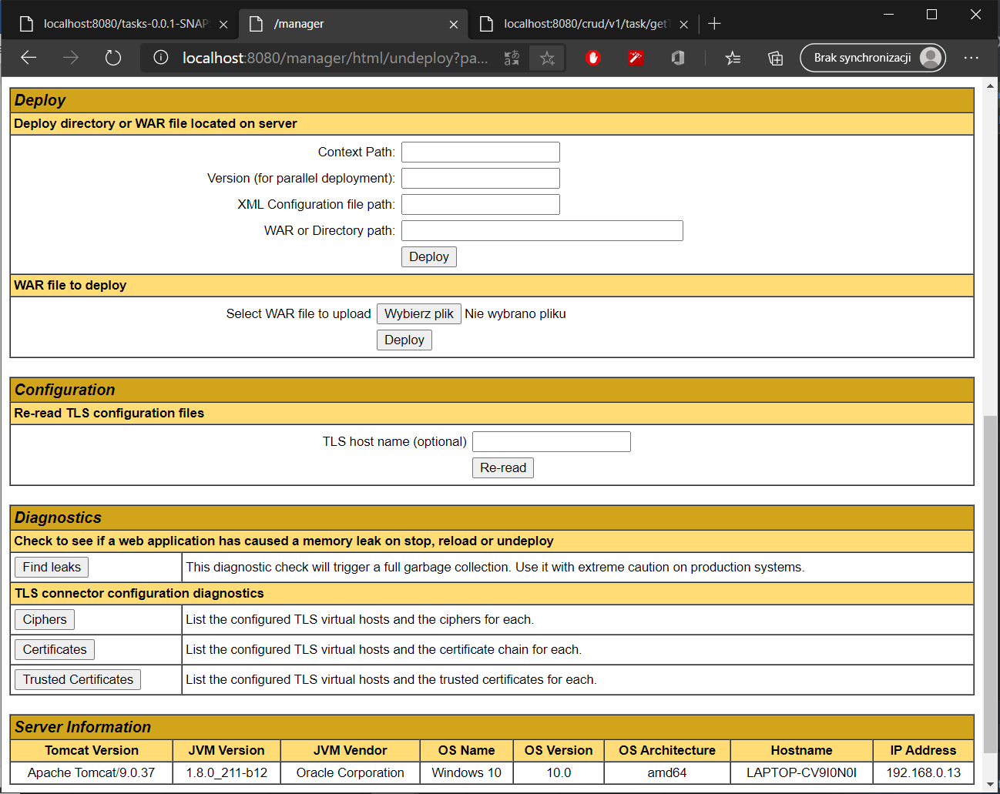 localhost:8080/tasks-0.0.1-SNAP
/manager
localhost:8080/crud/v1/task/getT
localhost:8080/manager/html/undeploy?pa...
Brak synchronizacji
Deploy
Deploy directory or WAR file located on server
Context Path:
Version (for parallel deployment):
XML Configuration file path:
WAR or Directory path:
Deploy
WAR file to deploy
Select WAR file to upload Wybierz plik Nie wybrano pliku
Deploy
Configuration
Re-read TLS configuration files
TLS host name (optional)
Re-read
Diagnostics
Check to see if a web application has caused a memory leak on stop, reload or undeploy
Find leaks This diagnostic check will trigger a full garbage collection. Use it with extreme caution on production systems.
TLS connector configuration diagnostics
Ciphers List the configured TLS virtual hosts and the ciphers for each.
Certificates List the configured TLS virtual hosts and the certificate chain for each.
Trusted Certificates List the configured TLS virtual hosts and the trusted certificates for each.
Server Information
Tomcat Version JVM Version JVM Vendor OS Name OS Version OS Architecture Hostname IP Address
Apache Tomcat/9.0.37 1.8.0_211-b12 Oracle Corporation Windows 10 10.0 amd64 LAPTOP-CV9I0N0I 192.168.0.13